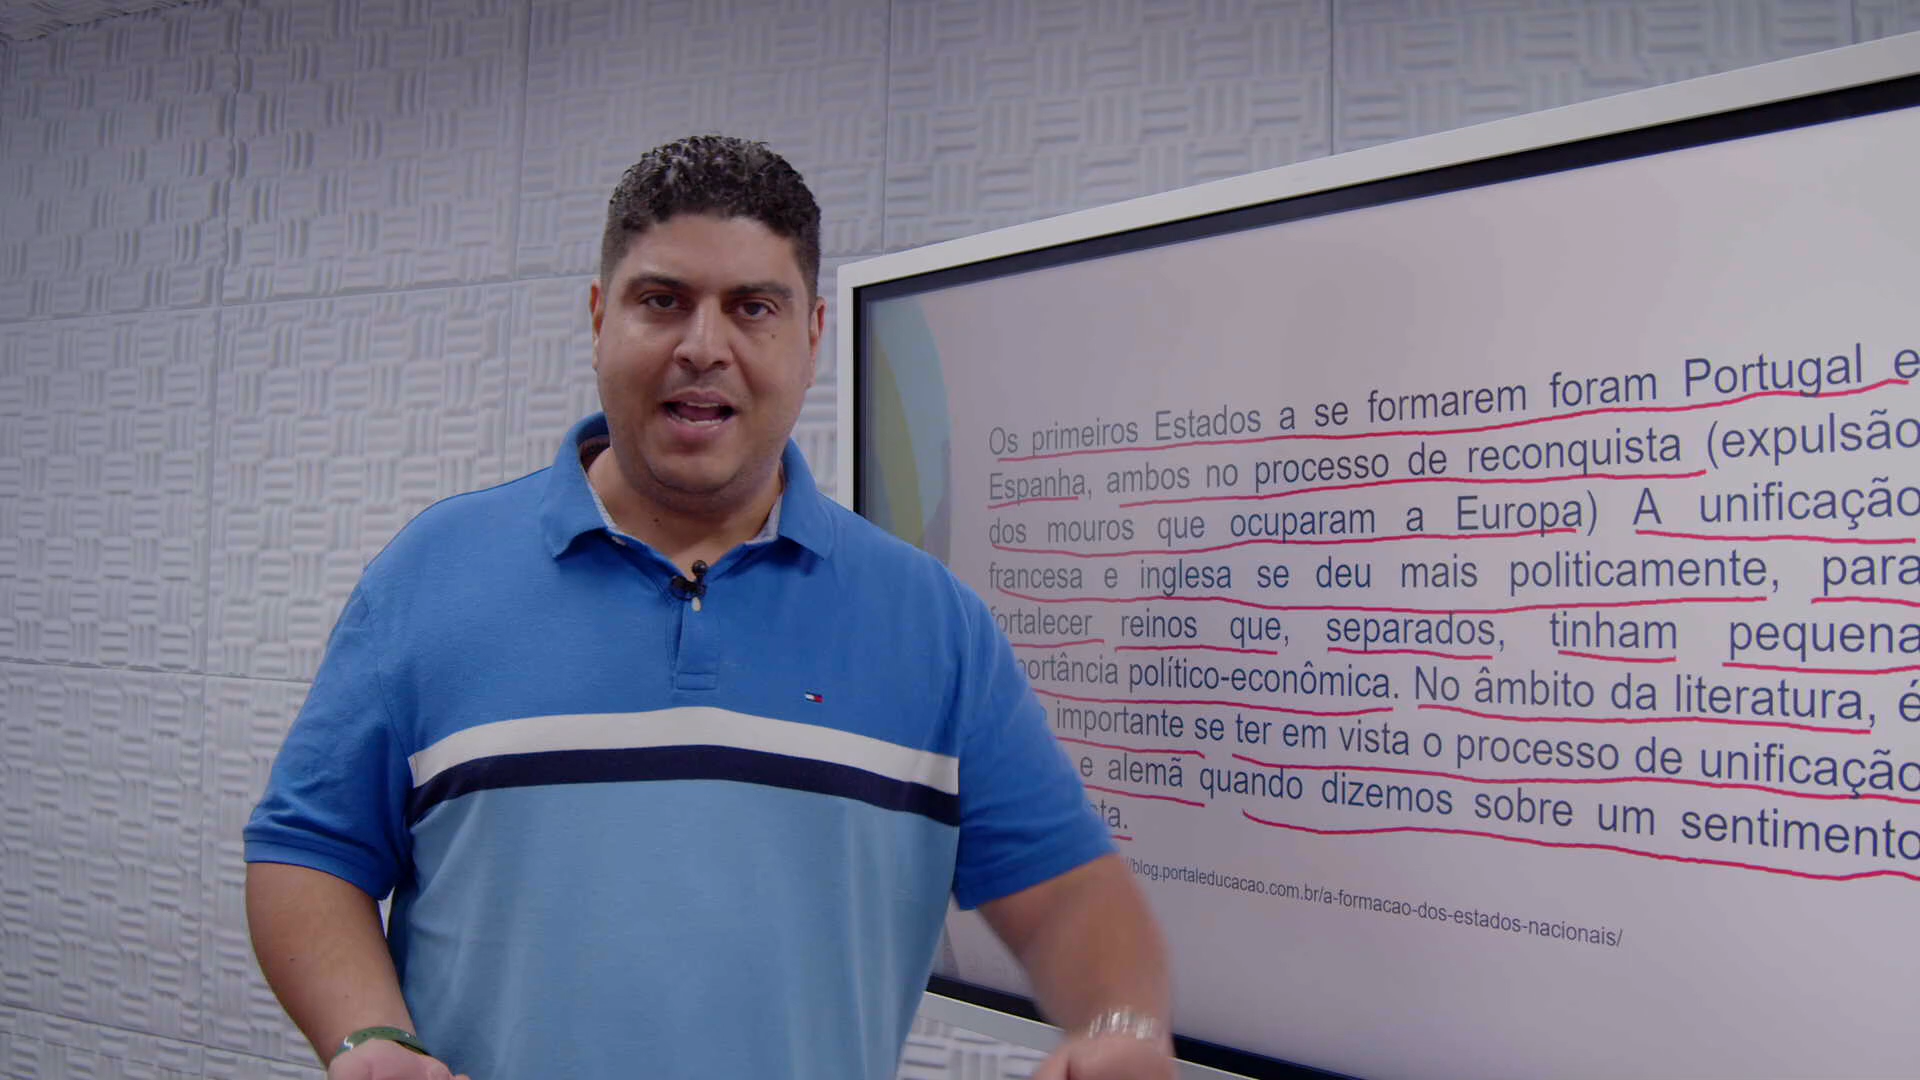 Os primeiros Estados a se formarem foram Portugal e
Espanha, ambos no processo de reconquista (expulsão
dos mouros que ocuparam a Europa) A unificação
francesa e inglesa se deu mais politicamente, para
fortalecer reinos que, separados, tinham pequena
portância político-econômica. No âmbito da literatura, é
importante se ter em vista o processo de unificação
e alemã quando dizemos sobre um sentimento
sta.
//blog.portaleducacao.com.br/a-formacao-dos-estados-nacionais/